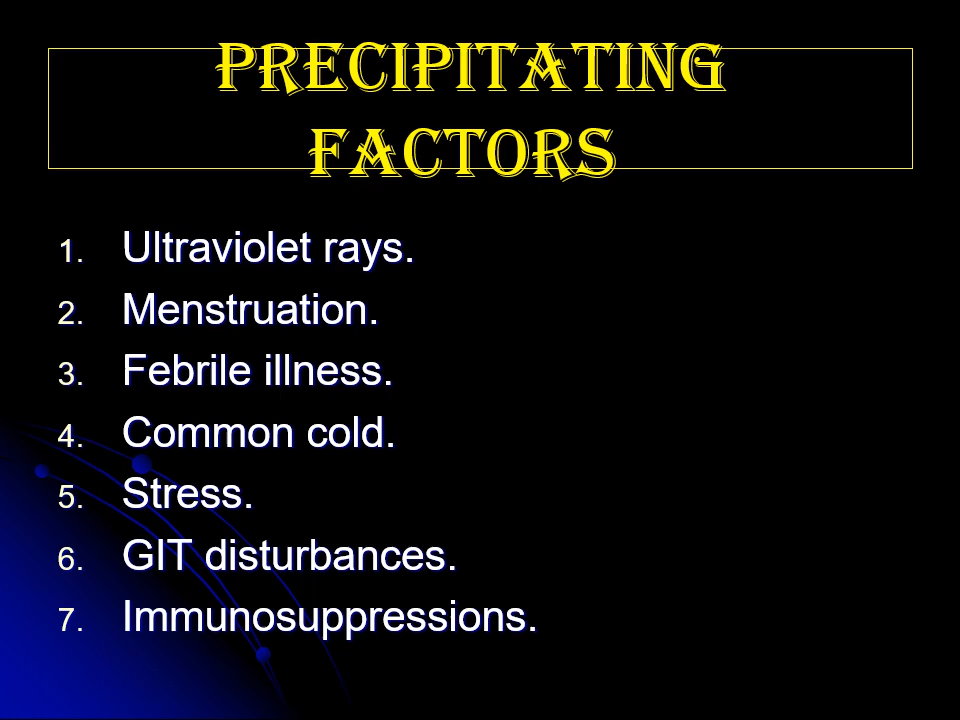 PRECIPITATING
FACTORS
1. Ultraviolet rays.
2. Menstruation.
3. Febrile illness.
4. Common cold.
5. Stress.
6. GIT disturbances.
7. Immunosuppressions.